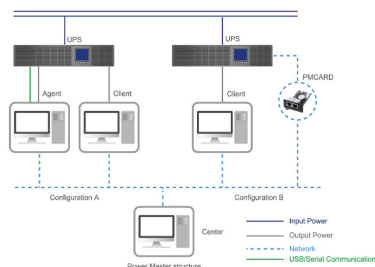 UPS
UPS
PMCARD
Agent
Client
Client
Configuration A
Configuration B
Center
Input Power
Output Power
Network
USB/Serial Communication
Power Master structure